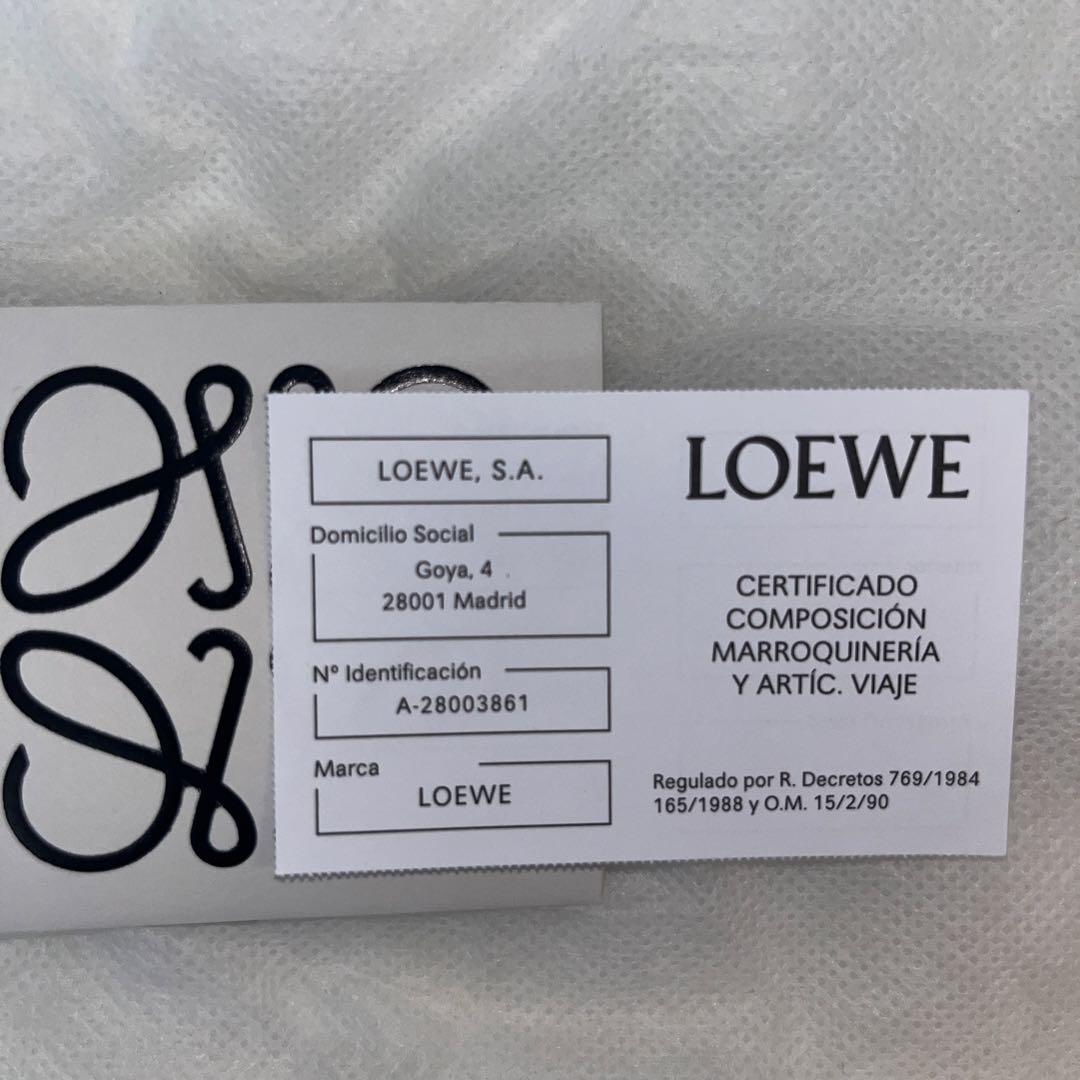 LOEWE, S.A.
Domicilio Social
Goya, 4
28001 Madrid
Nº Identificación
A-28003861
Marca
LOEWE
LOEWE
CERTIFICADO
COMPOSICIÓN
MARROQUINERÍA
Y ARTÍC. VIAJE
Regulado por R. Decretos 769/1984
165/1988 y O.M. 15/2/90